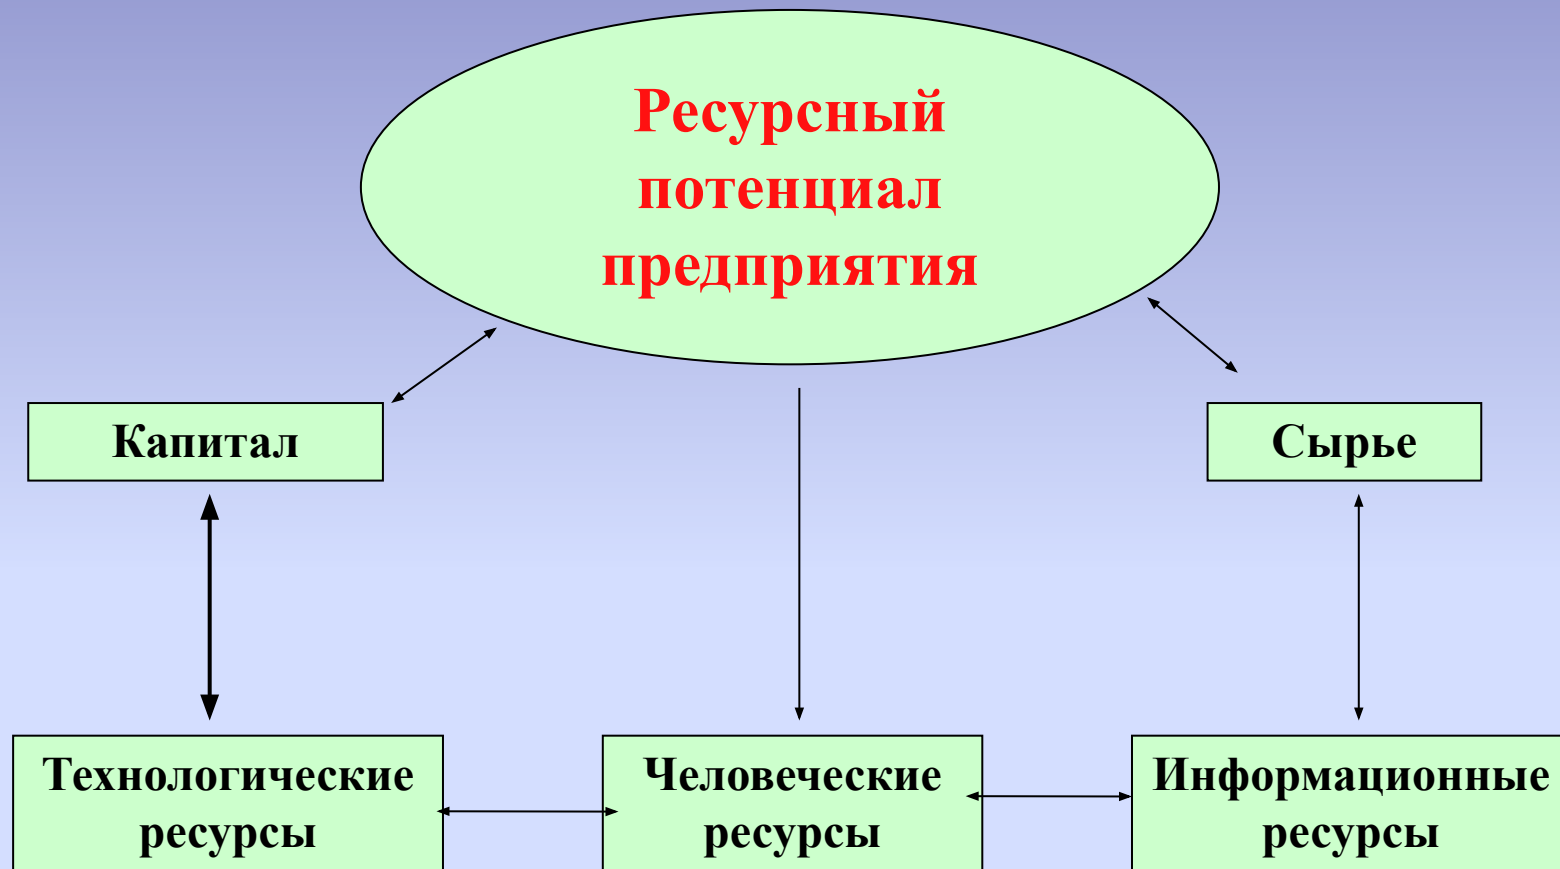 Ресурсный
потенциал
предприятия
Капитал
Сырье
Технологические
ресурсы
Человеческие
ресурсы
Информационные
ресурсы